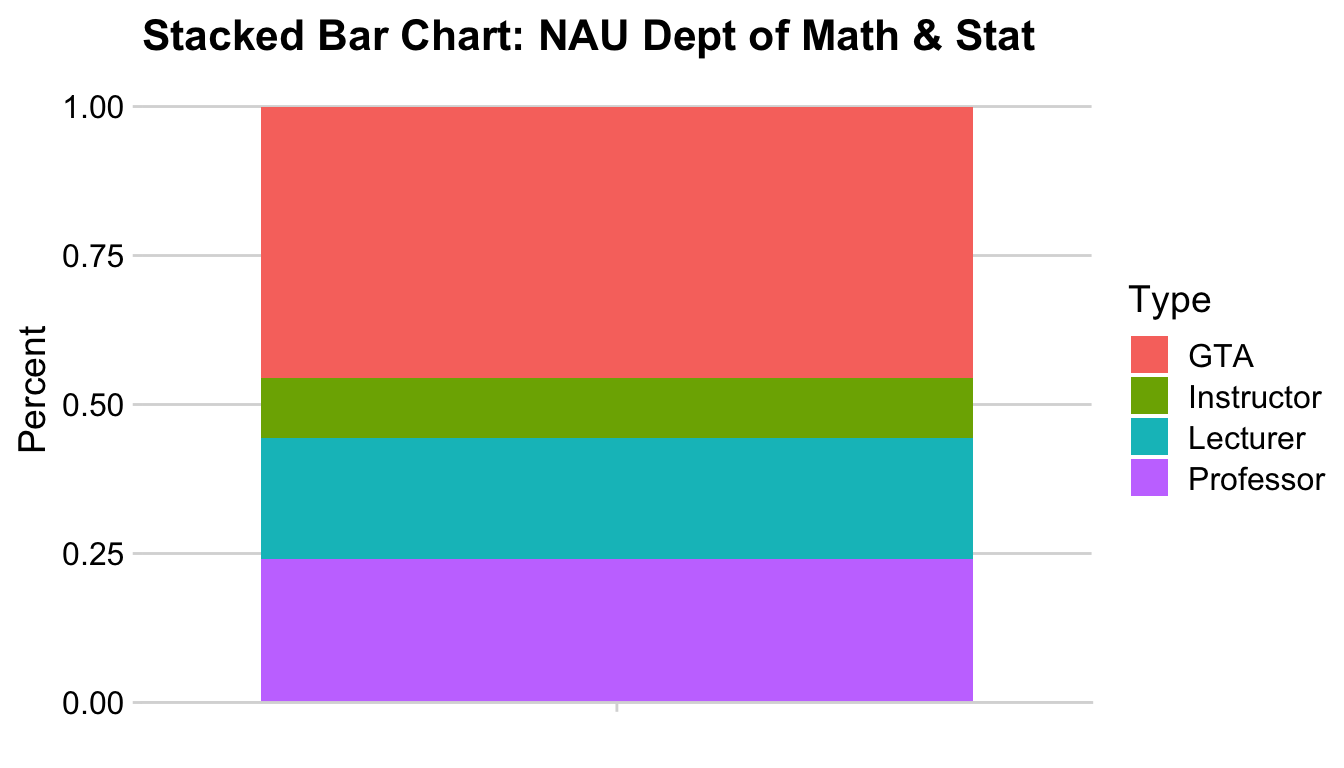 Stacked Bar Chart: NAU Dept of Math & Stat
1.00
0.75
0.50
0.25
0.00
Percent
Type
GTA
Instructor
Lecturer
Professor